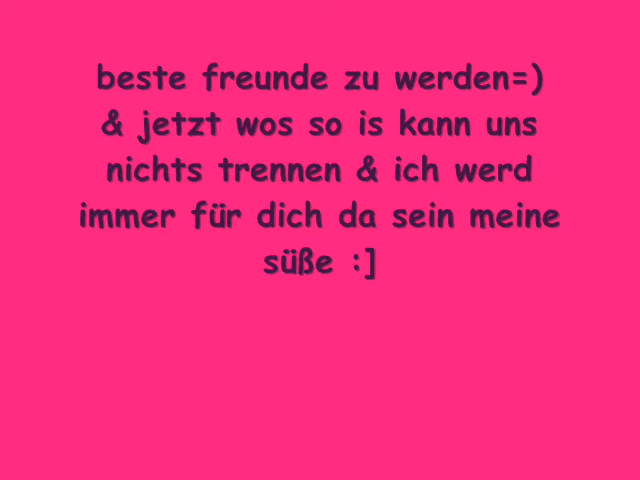 beste freunde zu werden=)
& jetzt wos so is kann uns
nichts trennen & ich werd
immer für dich da sein meine
süße :]